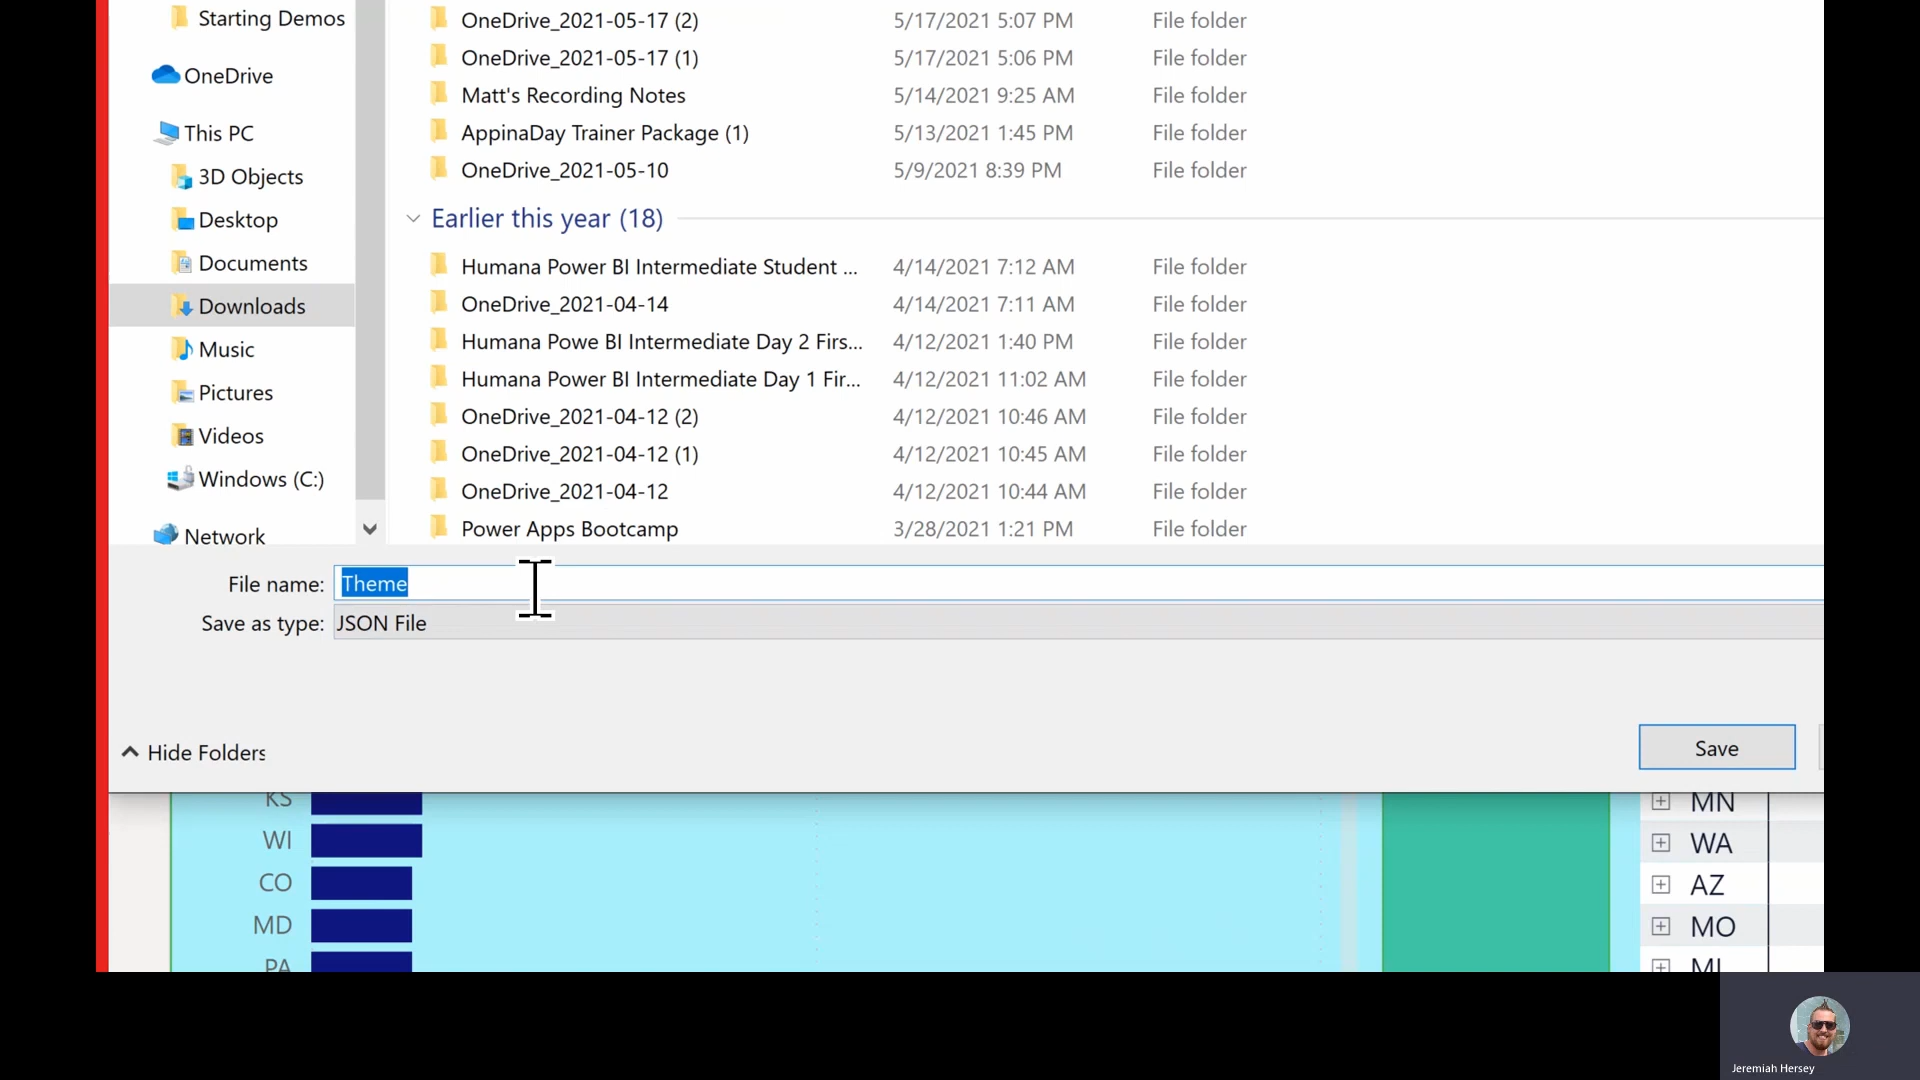 Starting Demos
OneDrive
This PC
3D Objects
Desktop
Documents
Downloads
Music
Pictures
Videos
Windows (C:)
Network
OneDrive_2021-05-17 (2) 5/17/2021 5:07 PM File folder
OneDrive_2021-05-17 (1) 5/17/2021 5:06 PM File folder
Matt's Recording Notes 5/14/2021 9:25 AM File folder
AppinaDay Trainer Package (1) 5/13/2021 1:45 PM File folder
OneDrive_2021-05-10 5/9/2021 8:39 PM File folder
Earlier this year (18)
Humana Power BI Intermediate Student ... 4/14/2021 7:12 AM File folder
OneDrive_2021-04-14 4/14/2021 7:11 AM File folder
Humana Powe BI Intermediate Day 2 Firs... 4/12/2021 1:40 PM File folder
Humana Power BI Intermediate Day 1 Fir... 4/12/2021 11:02 AM File folder
OneDrive_2021-04-12 (2) 4/12/2021 10:46 AM File folder
OneDrive_2021-04-12 (1) 4/12/2021 10:45 AM File folder
OneDrive_2021-04-12 4/12/2021 10:44 AM File folder
Power Apps Bootcamp 3/28/2021 1:21 PM File folder
File name: Theme
Save as type: JSON File
Hide Folders
Save
KS
WI
CO
MD
PA
MN
WA
AZ
MO
MI
Jeremiah Hersey